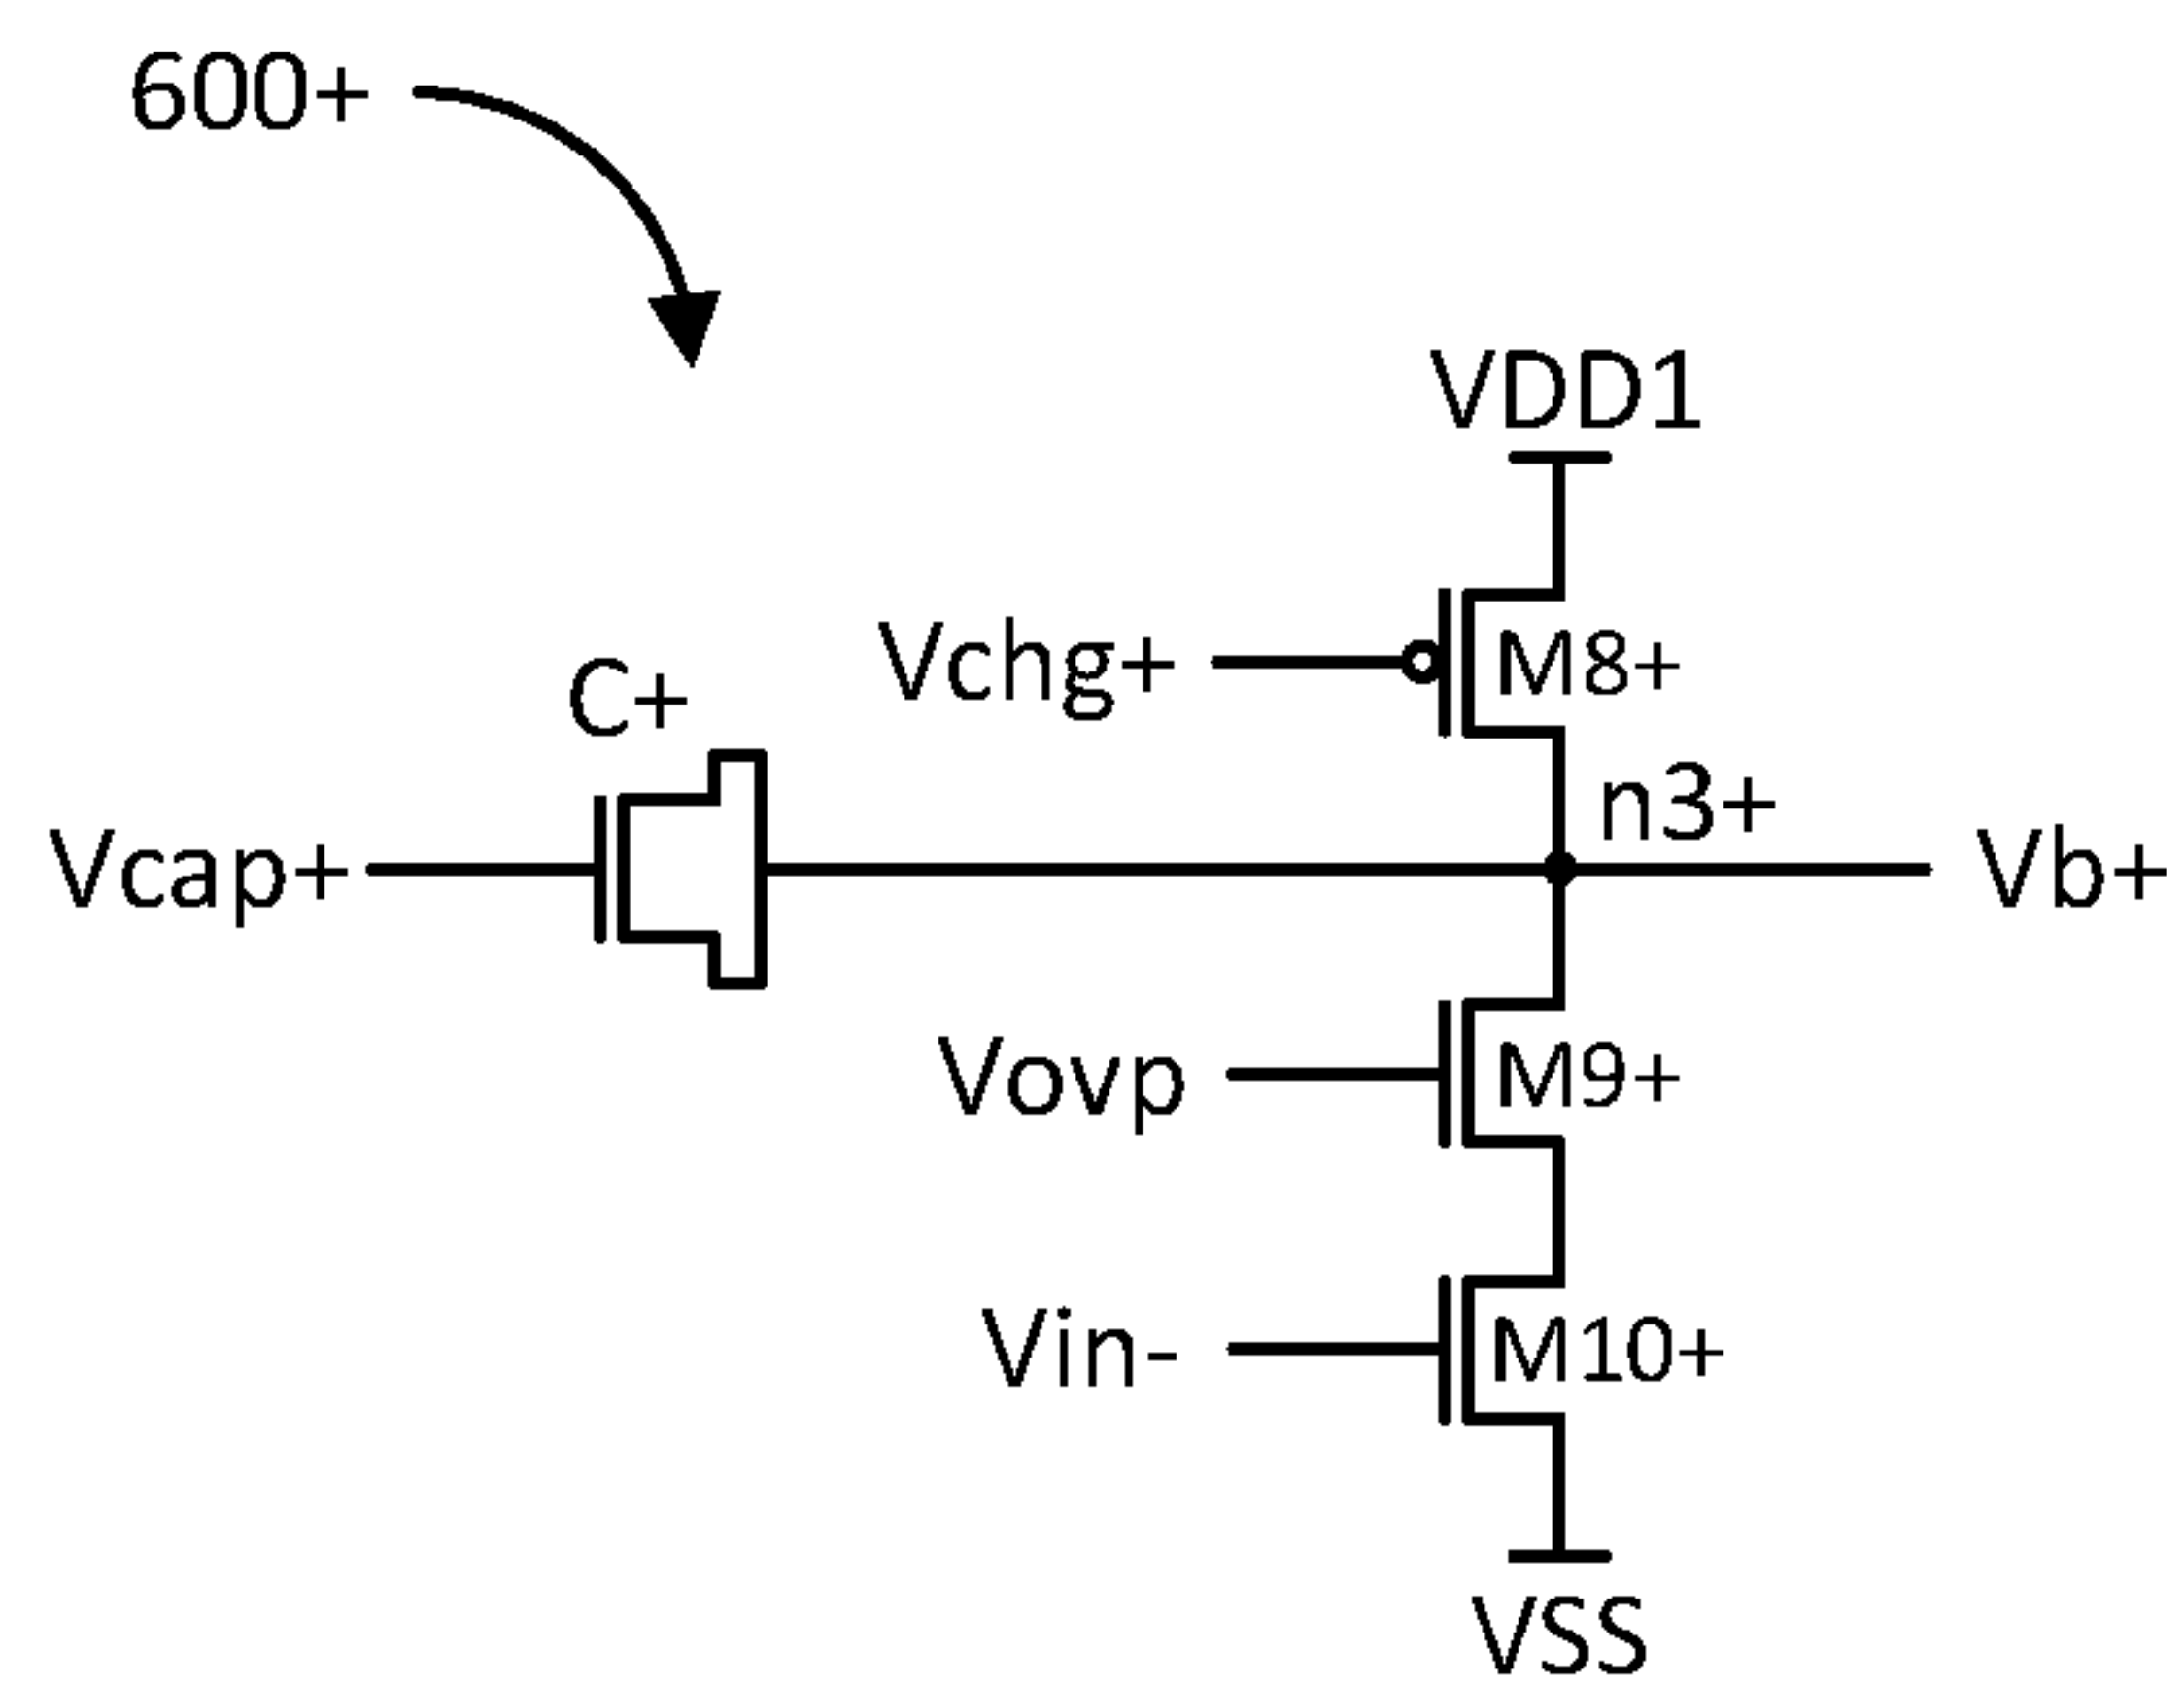 600+
VDD1
Vchg+
M8+
C+
n3+
Vcap+
Vb+
Vovp
M9+
Vin-
M10+
VSS